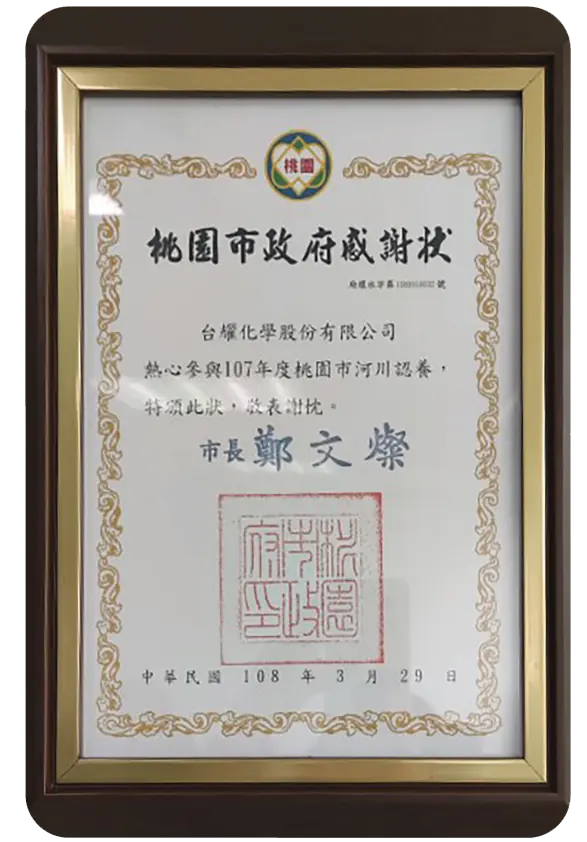 桃園
桃園市政府感謝狀
台耀化學股份有限公司
熱心參與107年度桃園市河川認養，
特頒此狀，敬表謝忱。
市長 鄭文燦
桃園市政府印
中華民國 108 年 3 月 29 日